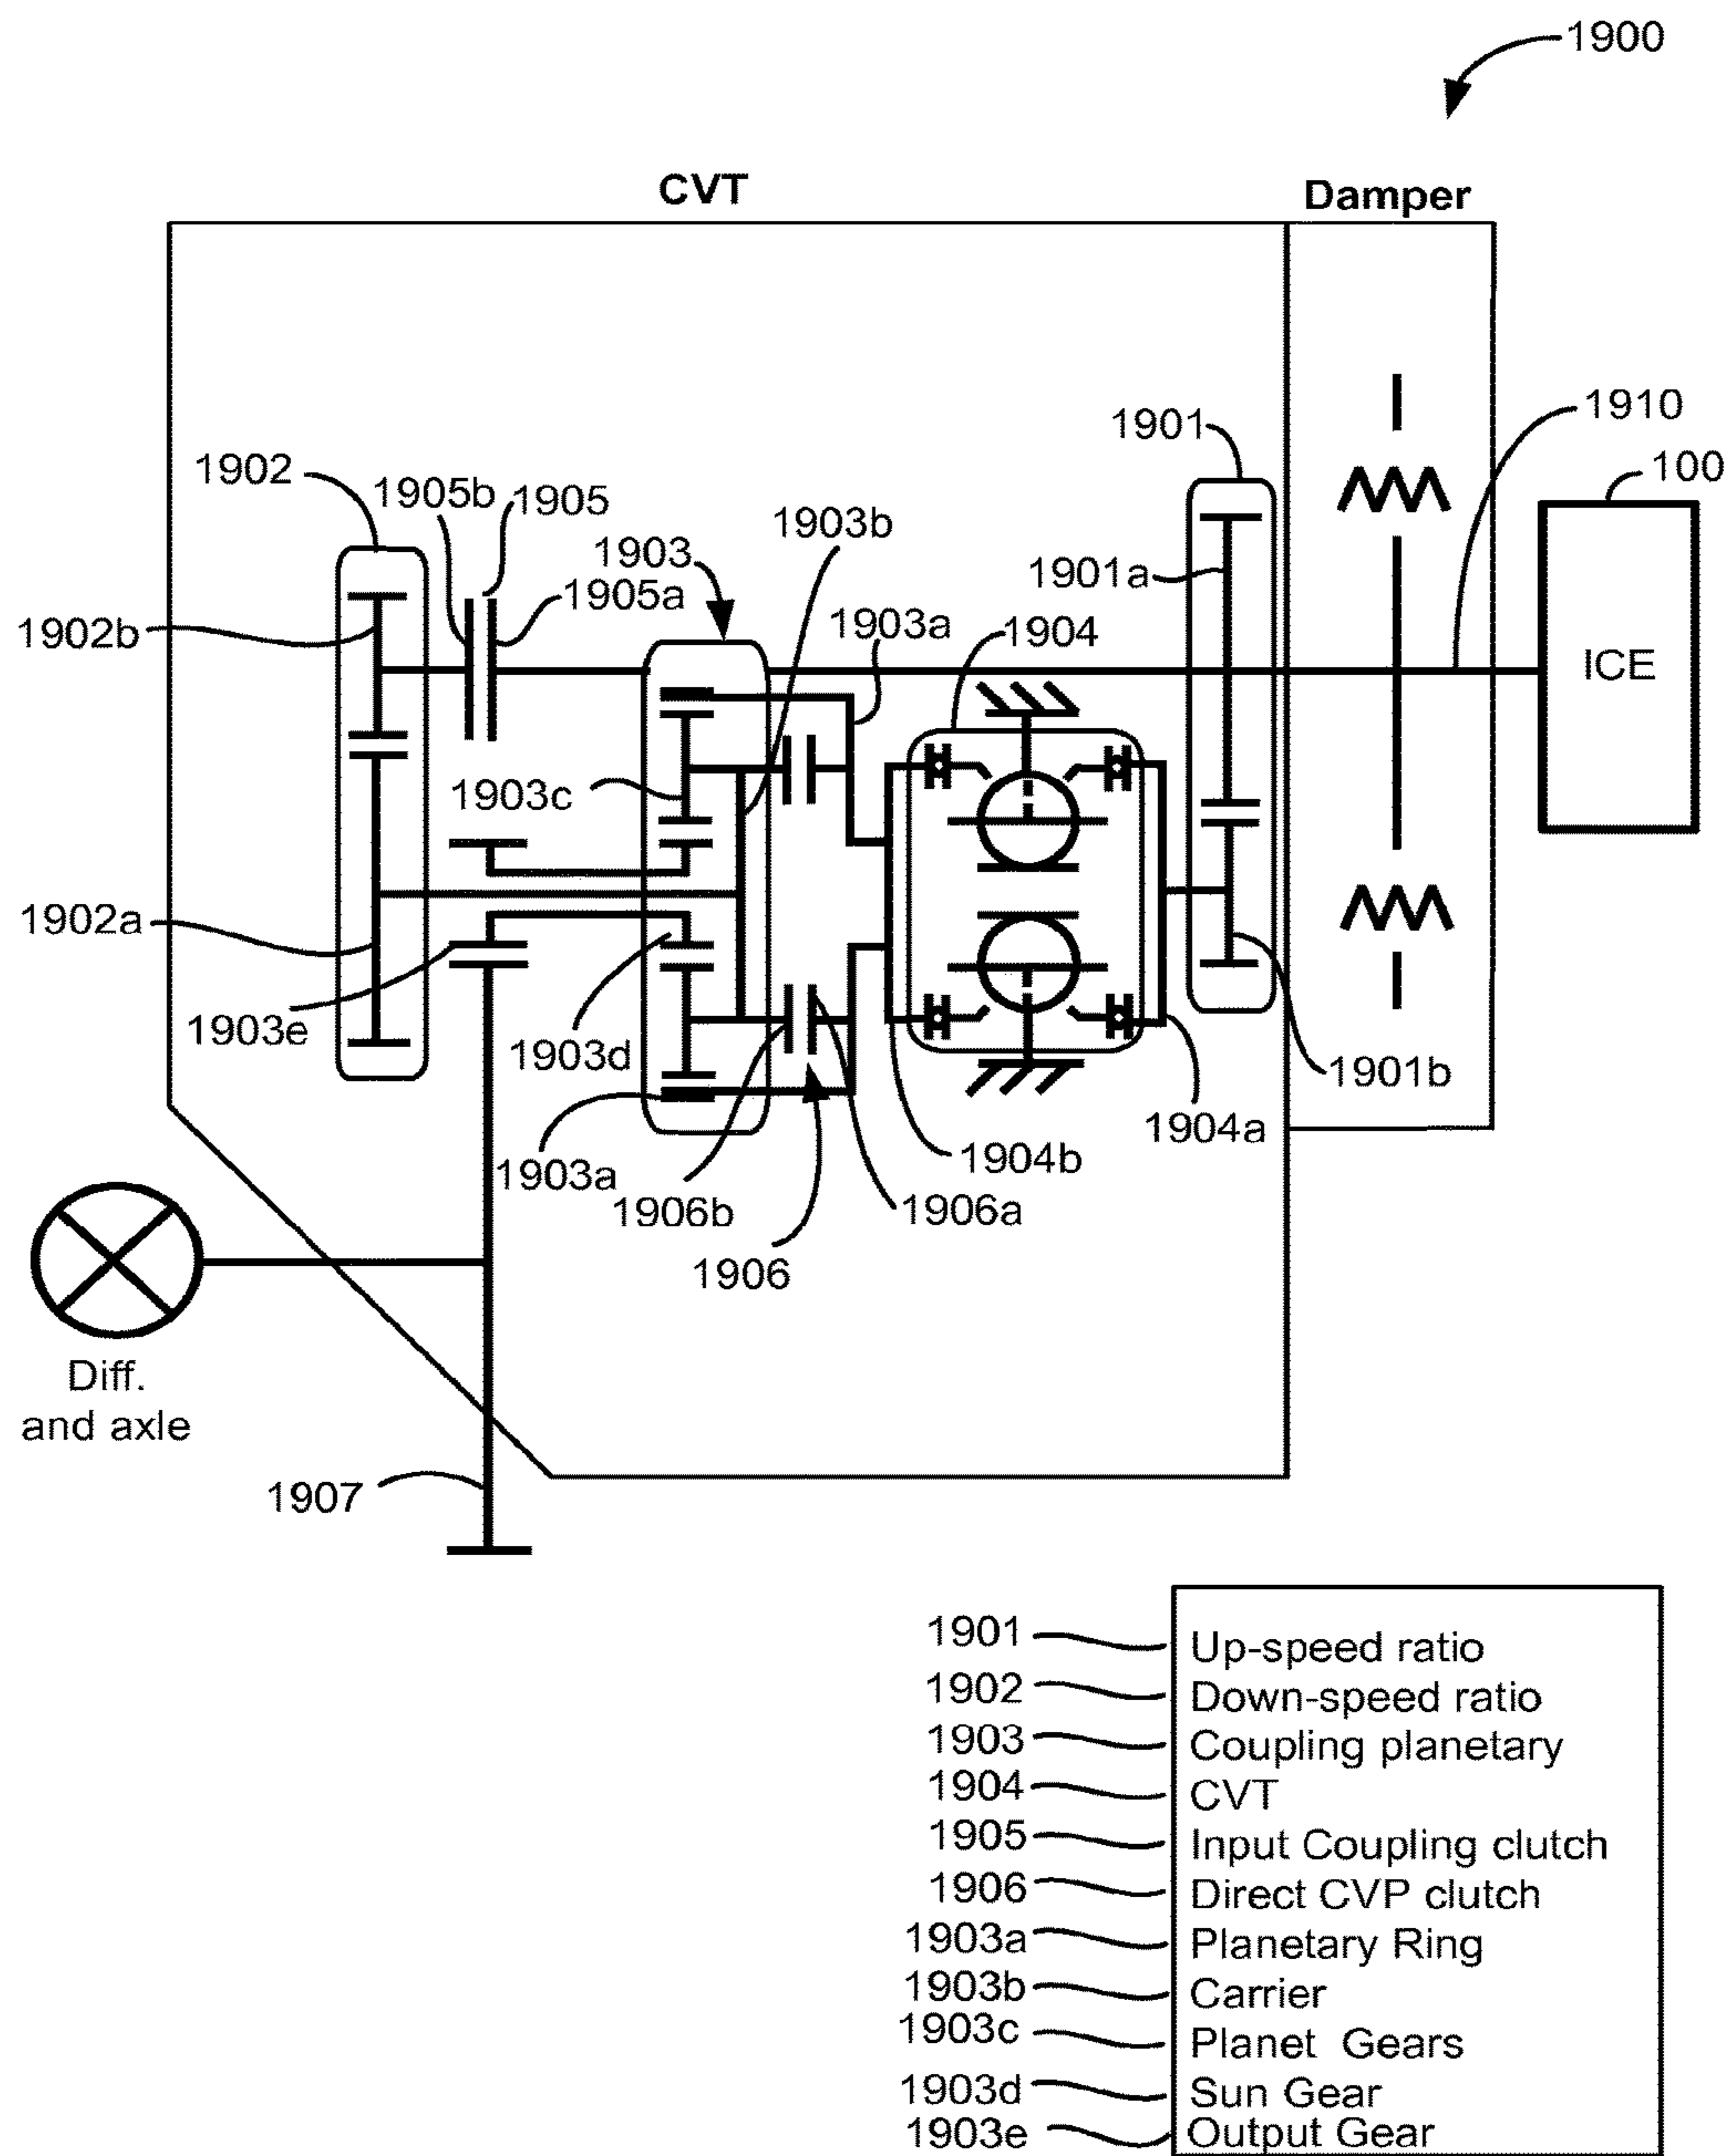 1900
CVT
Damper
1910
1901
100
1902
1905b
1905
1903b
1903
1905a
1901a
1903a
1904
1902b
ICE
1903c
1902a
1903e
1903d
1901b
1904a
1903a
1904b
1906b
1906a
1906
Diff.
and axle
1907
1901 Up-speed ratio
1902 Down-speed ratio
1903 Coupling planetary
1904 CVT
1905 Input Coupling clutch
1906 Direct CVP clutch
1903a Planetary Ring
1903b Carrier
1903c Planet Gears
1903d Sun Gear
1903e Output Gear